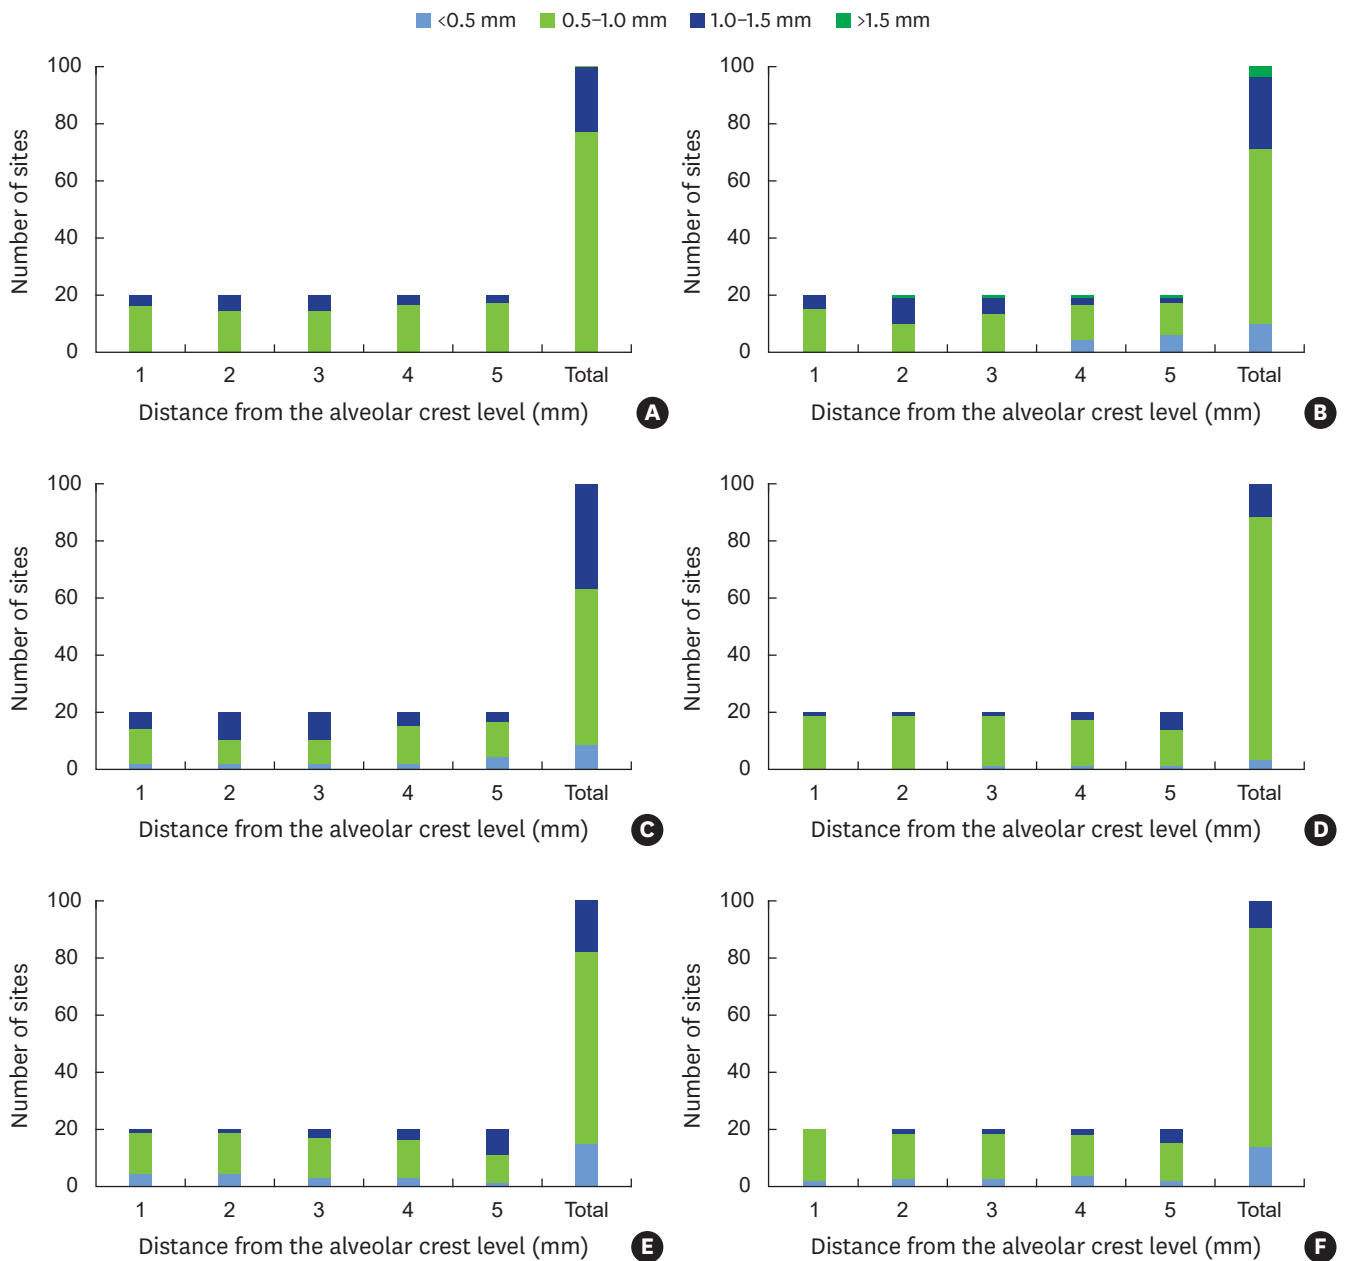 <0.5 mm 0.5–1.0 mm 1.0–1.5 mm >1.5 mm
Number of sites
100
80
60
40
20
0
1 2 3 4 5 Total
Distance from the alveolar crest level (mm)
A
Number of sites
100
80
60
40
20
0
1 2 3 4 5 Total
Distance from the alveolar crest level (mm)
B
Number of sites
100
80
60
40
20
0
1 2 3 4 5 Total
Distance from the alveolar crest level (mm)
C
Number of sites
100
80
60
40
20
0
1 2 3 4 5 Total
Distance from the alveolar crest level (mm)
D
Number of sites
100
80
60
40
20
0
1 2 3 4 5 Total
Distance from the alveolar crest level (mm)
E
Number of sites
100
80
60
40
20
0
1 2 3 4 5 Total
Distance from the alveolar crest level (mm)
F